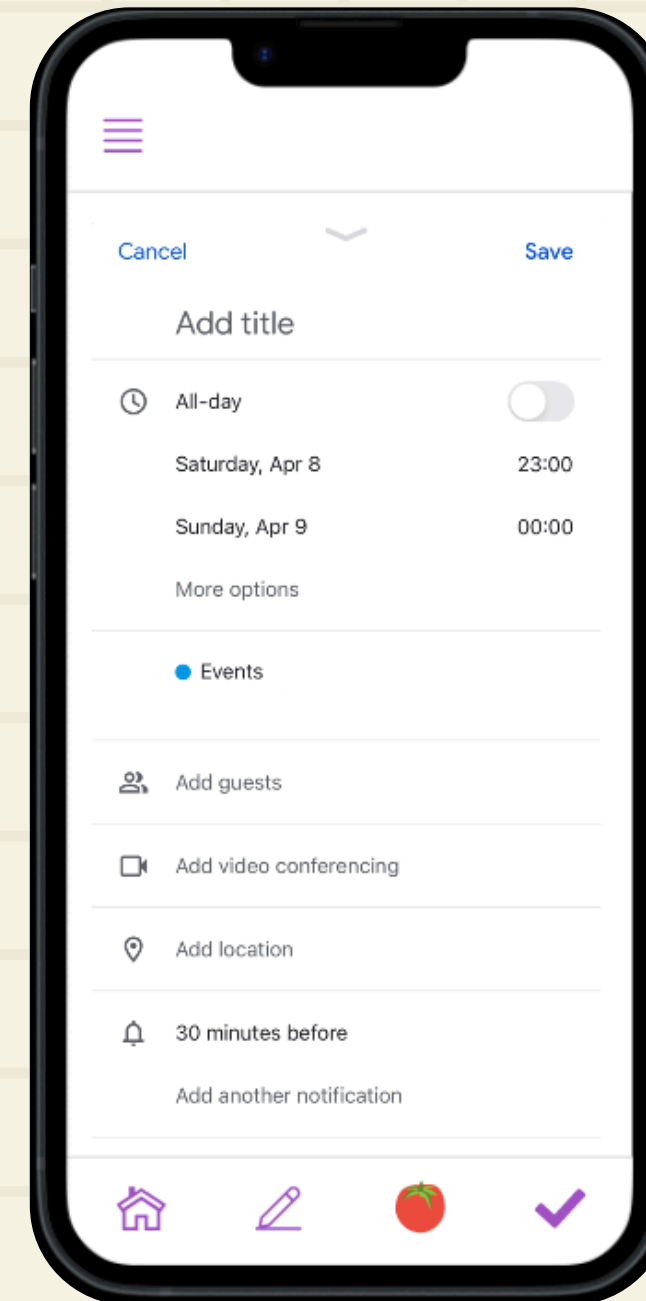 Cancel Save
Add title
All-day
Saturday, Apr 8 23:00
Sunday, Apr 9 00:00
More options
Events
Add guests
Add video conferencing
Add location
30 minutes before
Add another notification